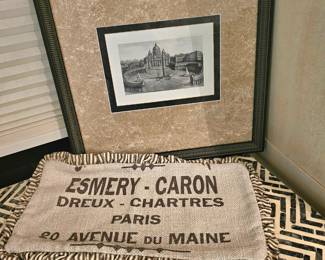 ESMERY - CARON
DREUX - CHARTRES
PARIS
20 AVENUE DU MAINE